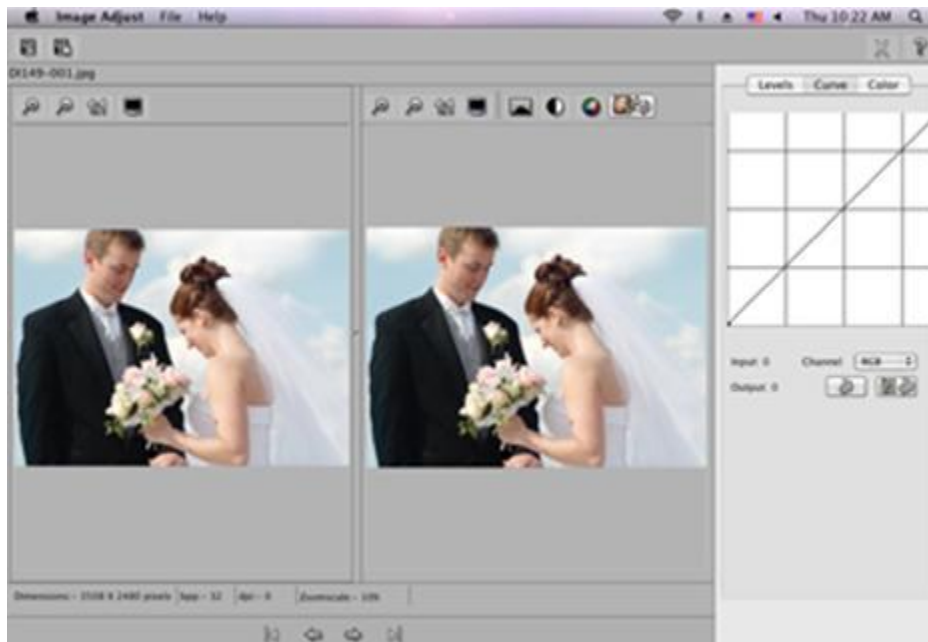 Image Adjust File Help Thu 10:22 AM
DI149-001.jpg
Levels Curve Color
Input 0 Channel RGB
Output 0
Dimensions - 3508 X 2480 pixels bpp - 32 dpi - 0 Zoomscale - 10%